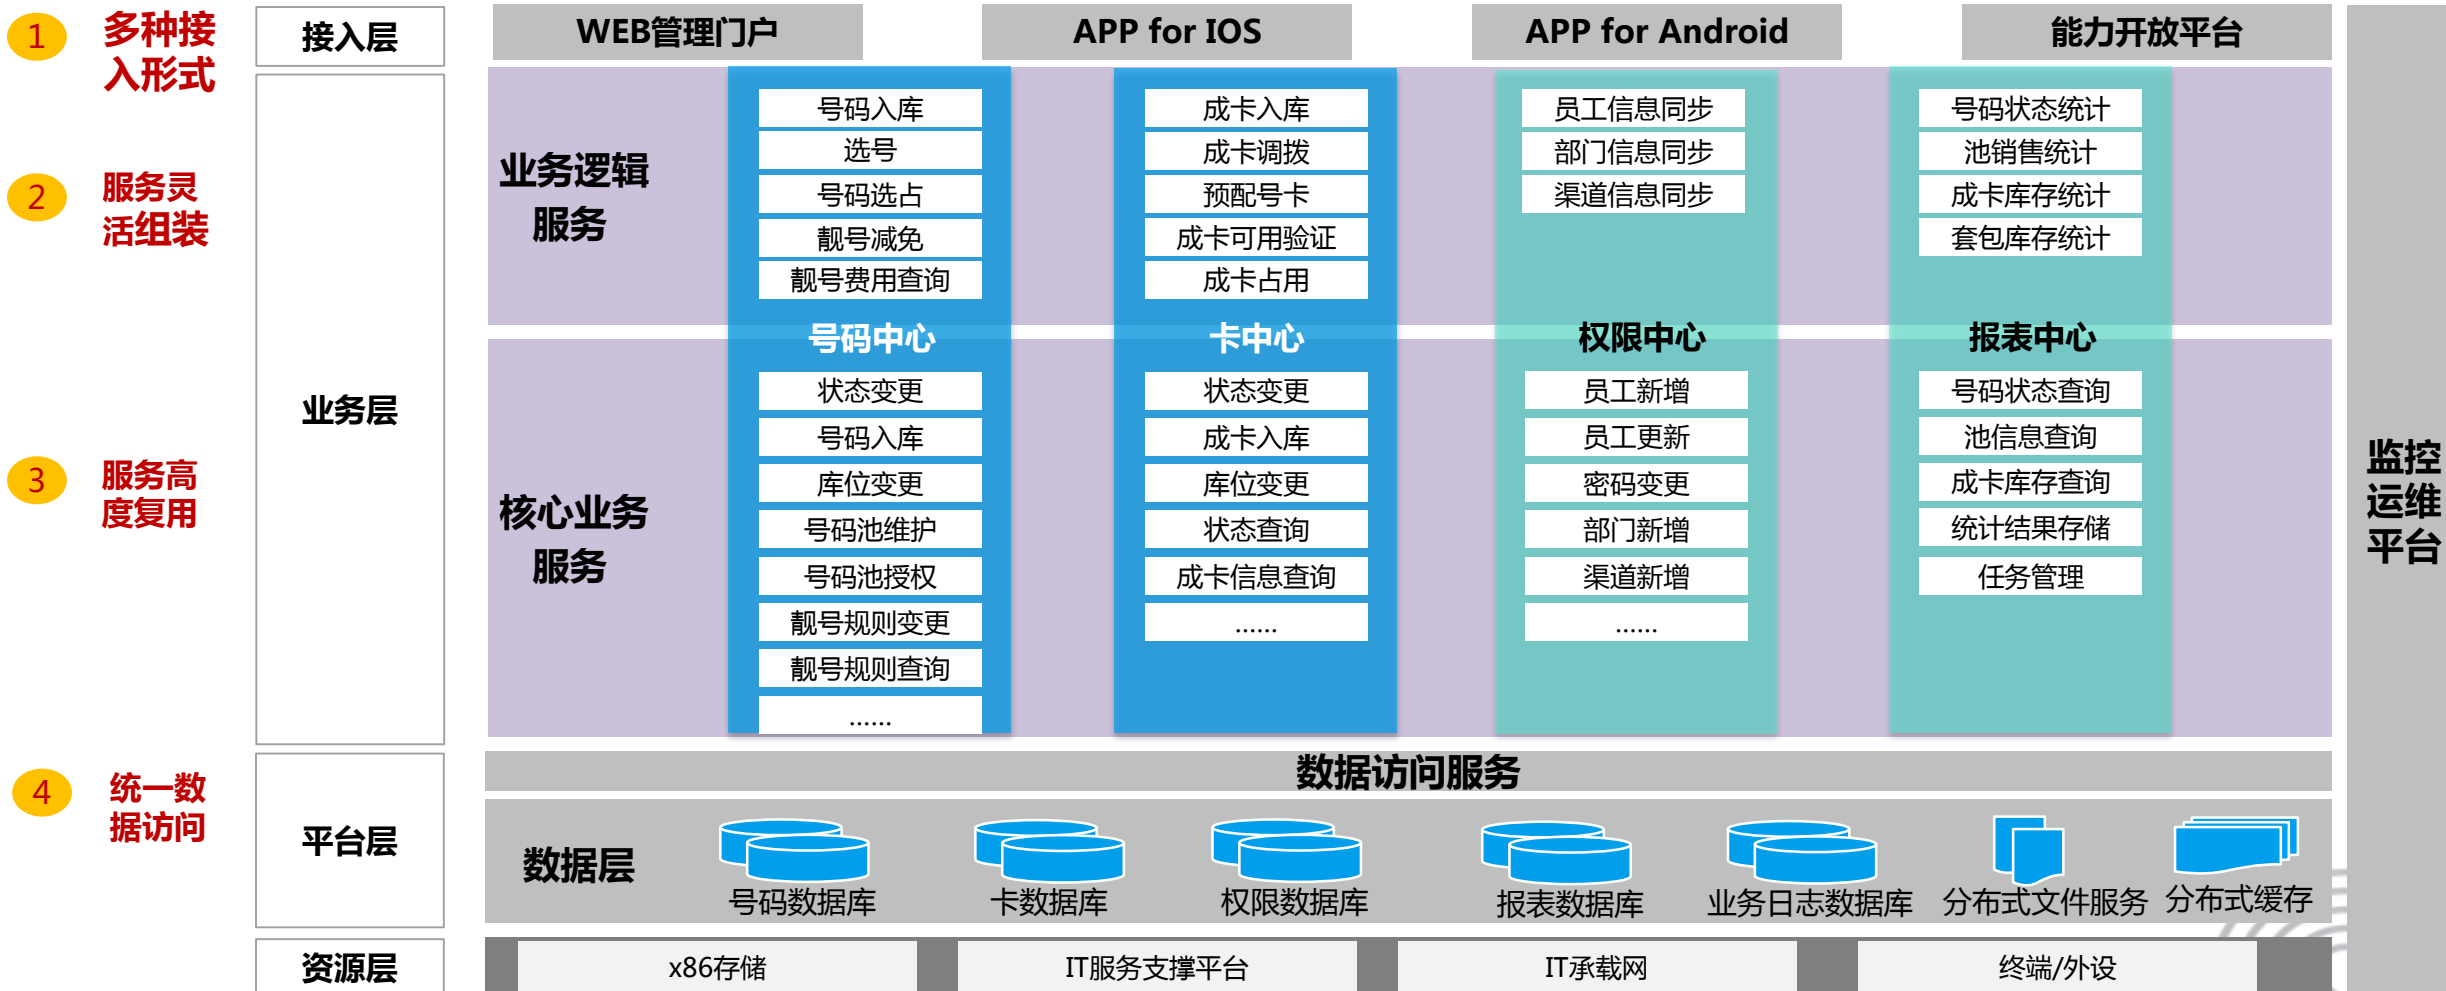 1
多种接
入形式
2
服务灵
活组装
3
服务高
度复用
4
统一数
据访问
接入层
业务层
平台层
资源层
WEB管理门户
APP for IOS
APP for Android
能力开放平台
业务逻辑
服务
号码入库
选号
号码选占
靓号减免
靓号费用查询
成卡入库
成卡调拨
预配号卡
成卡可用验证
成卡占用
员工信息同步
部门信息同步
渠道信息同步
号码状态统计
池销售统计
成卡库存统计
套包库存统计
号码中心
卡中心
权限中心
报表中心
核心业务
服务
状态变更
号码入库
库位变更
号码池维护
号码池授权
靓号规则变更
靓号规则查询
......
状态变更
成卡入库
库位变更
状态查询
成卡信息查询
......
员工新增
员工更新
密码变更
部门新增
渠道新增
......
号码状态查询
池信息查询
成卡库存查询
统计结果存储
任务管理
数据访问服务
数据层
号码数据库
卡数据库
权限数据库
报表数据库
业务日志数据库
分布式文件服务
分布式缓存
x86存储
IT服务支撑平台
IT承载网
终端/外设
监控
运维
平台